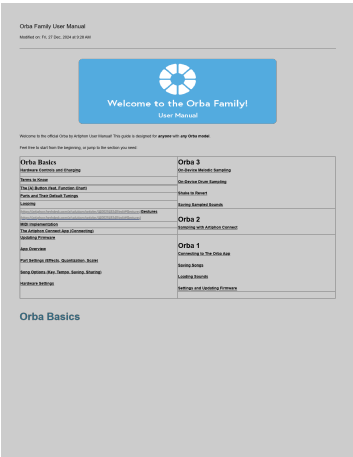 Orba Family User Manual
Modified on: Fri, 27 Dec, 2024 at 9:28 AM
Welcome to the Orba Family!
User Manual
Welcome to the official Orba by Artiphon User Manual! This guide is designed for anyone with any Orba model.
Feel free to start from the beginning, or jump to the section you need:
Orba Basics
Hardware Controls and Charging
Terms to Know
The [A] Button (feat. Function Chart)
Parts and Their Default Tunings
Looping
Gestures
MIDI Implementation
The Artiphon Connect App (Connecting)
Updating Firmware
App Overview
Part Settings (Effects, Quantization, Scale)
Song Options (Key, Tempo, Saving, Sharing)
Hardware Settings
Orba 3
On-Device Melodic Sampling
On-Device Drum Sampling
Shake to Revert
Saving Sampled Sounds
Orba 2
Sampling with Artiphon Connect
Orba 1
Connecting to The Orba App
Saving Songs
Loading Sounds
Settings and Updating Firmware
Orba Basics